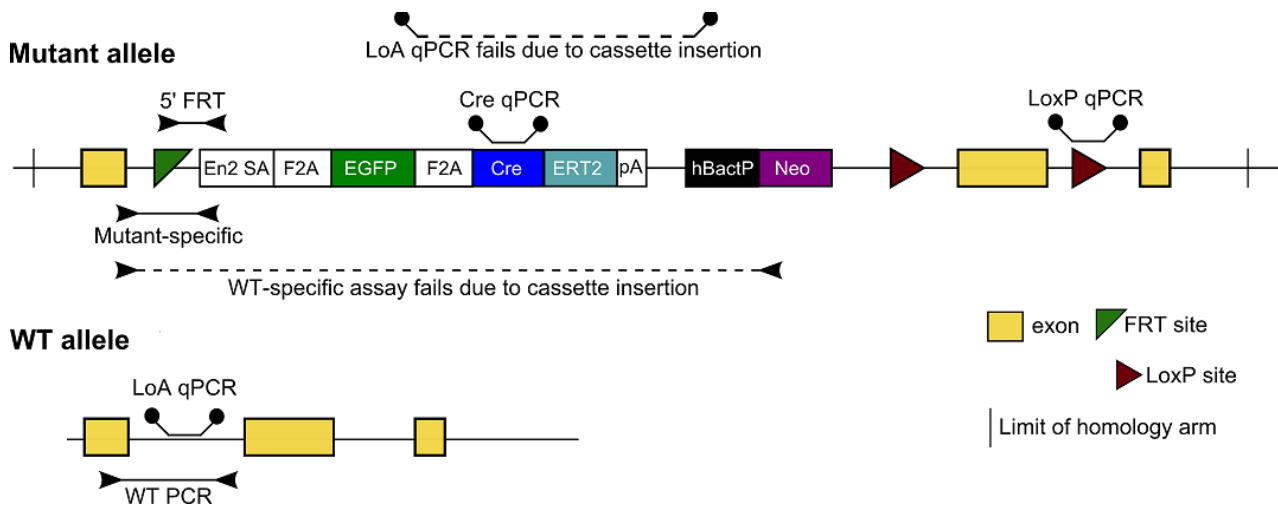 LoA qPCR fails due to cassette insertion
Mutant allele
5' FRT
Cre qPCR
LoxP qPCR
En2 SA F2A EGFP F2A Cre ERT2 pA hBactP Neo
Mutant-specific
WT-specific assay fails due to cassette insertion
WT allele
exon FRT site
LoA qPCR
LoxP site
Limit of homology arm
WT PCR